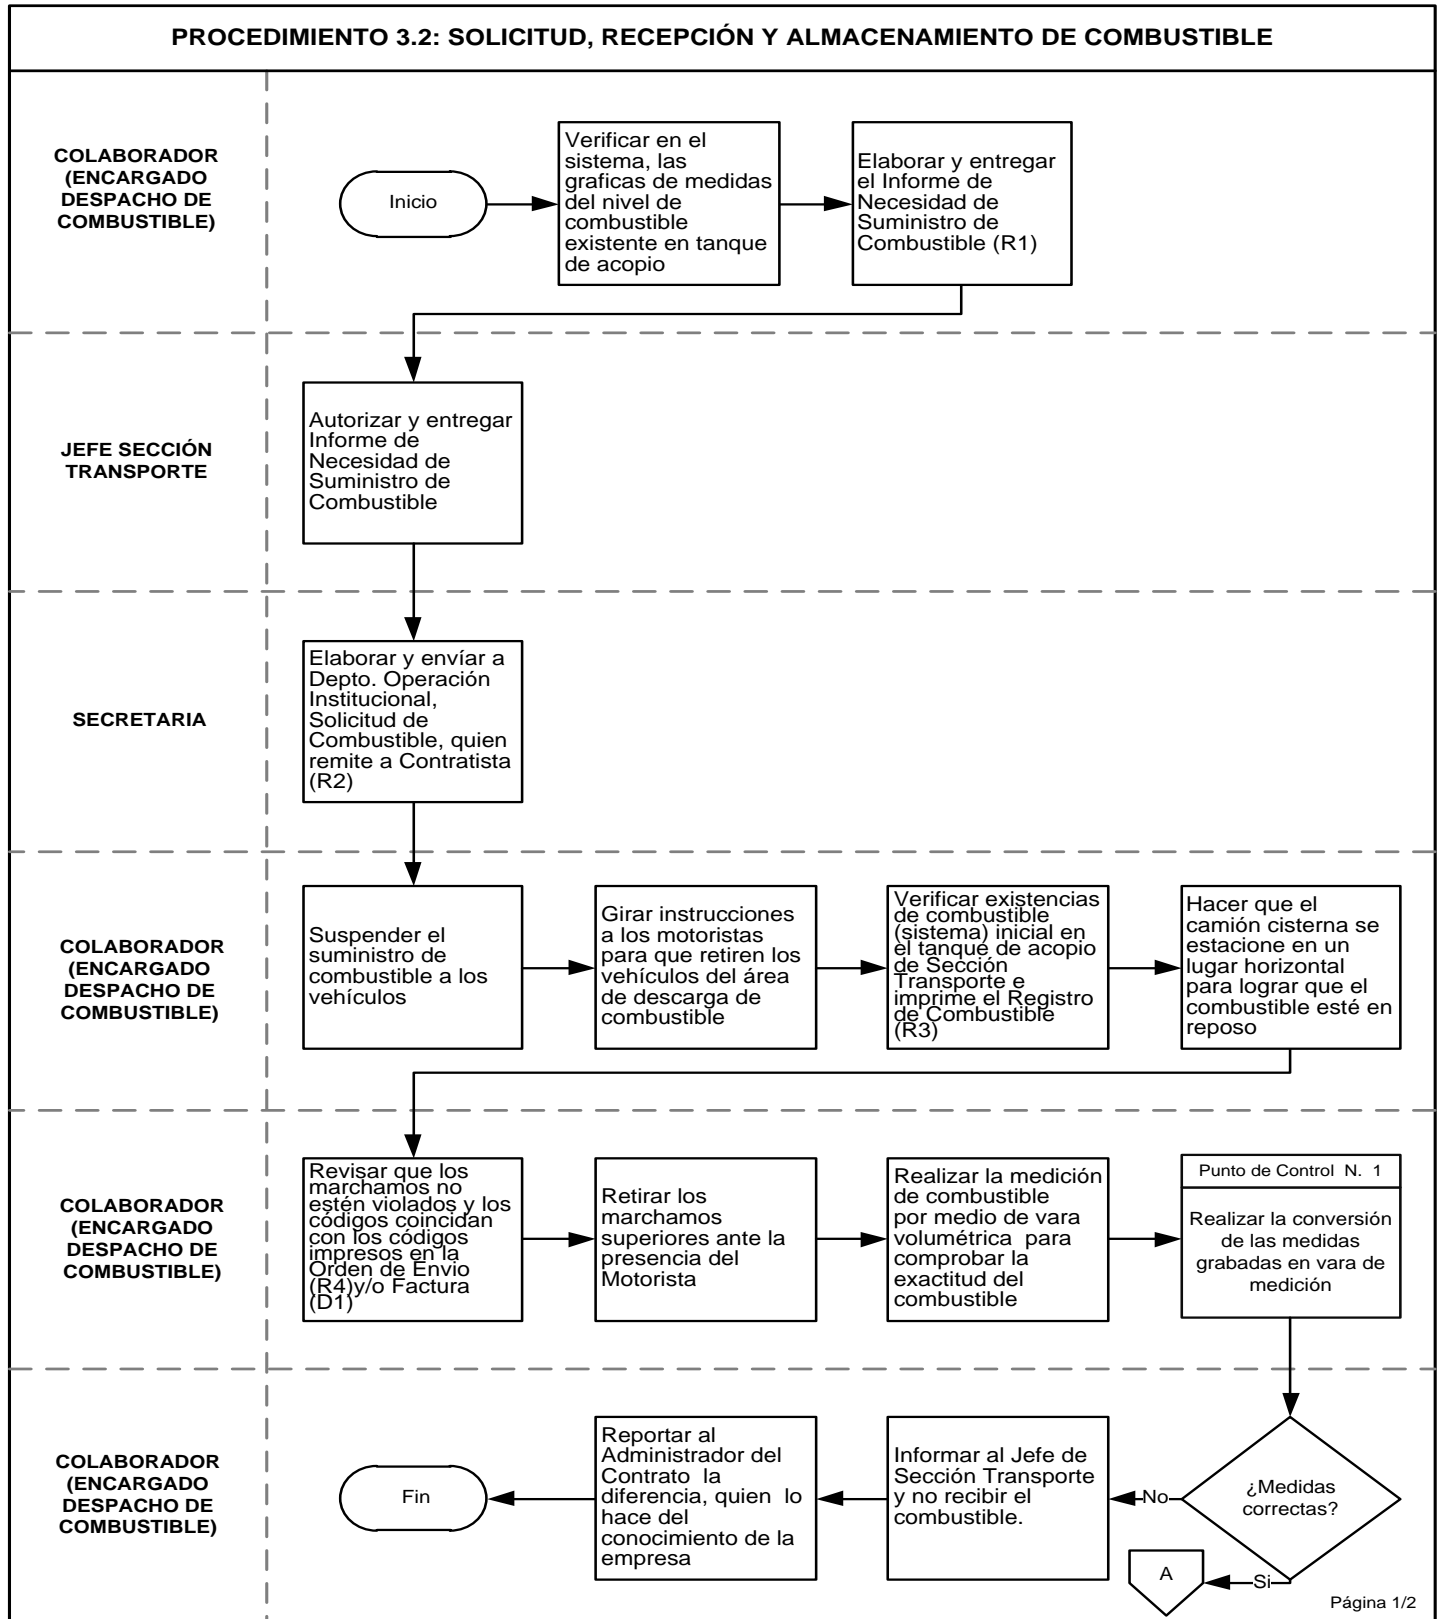 PROCEDIMIENTO 3.2: SOLICITUD, RECEPCIÓN Y ALMACENAMIENTO DE COMBUSTIBLE
COLABORADOR
(ENCARGADO
DESPACHO DE
COMBUSTIBLE)
Inicio
Verificar en el
sistema, las
graficas de medidas
del nivel de
combustible
existente en tanque
de acopio
Elaborar y entregar
el Informe de
Necesidad de
Suministro de
Combustible (R1)
JEFE SECCIÓN
TRANSPORTE
Autorizar y entregar
Informe de
Necesidad de
Suministro de
Combustible
SECRETARIA
Elaborar y envíar a
Depto. Operación
Institucional,
Solicitud de
Combustible, quien
remite a Contratista
(R2)
COLABORADOR
(ENCARGADO
DESPACHO DE
COMBUSTIBLE)
Suspender el
suministro de
combustible a los
vehículos
Girar instrucciones
a los motoristas
para que retiren los
vehículos del área
de descarga de
combustible
Verificar existencias
de combustible
(sistema) inicial en
el tanque de acopio
de Sección
Transporte e
imprime el Registro
de Combustible
(R3)
Hacer que el
camión cisterna se
estacione en un
lugar horizontal
para lograr que el
combustible esté en
reposo
COLABORADOR
(ENCARGADO
DESPACHO DE
COMBUSTIBLE)
Revisar que los
marchamos no
estén violados y los
códigos coincidan
con los códigos
impresos en la
Orden de Envio
(R4)y/o Factura
(D1)
Retirar los
marchamos
superiores ante la
presencia del
Motorista
Realizar la medición
de combustible
por medio de vara
volumétrica para
comprobar la
exactitud del
combustible
Punto de Control N. 1
Realizar la conversión
de las medidas
grabadas en vara de
medición
COLABORADOR
(ENCARGADO
DESPACHO DE
COMBUSTIBLE)
Fin
Reportar al
Administrador del
Contrato la
diferencia, quien lo
hace del
conocimiento de la
empresa
Informar al Jefe de
Sección Transporte
y no recibir el
combustible.
No
¿Medidas
correctas?
A
Si
Página 1/2